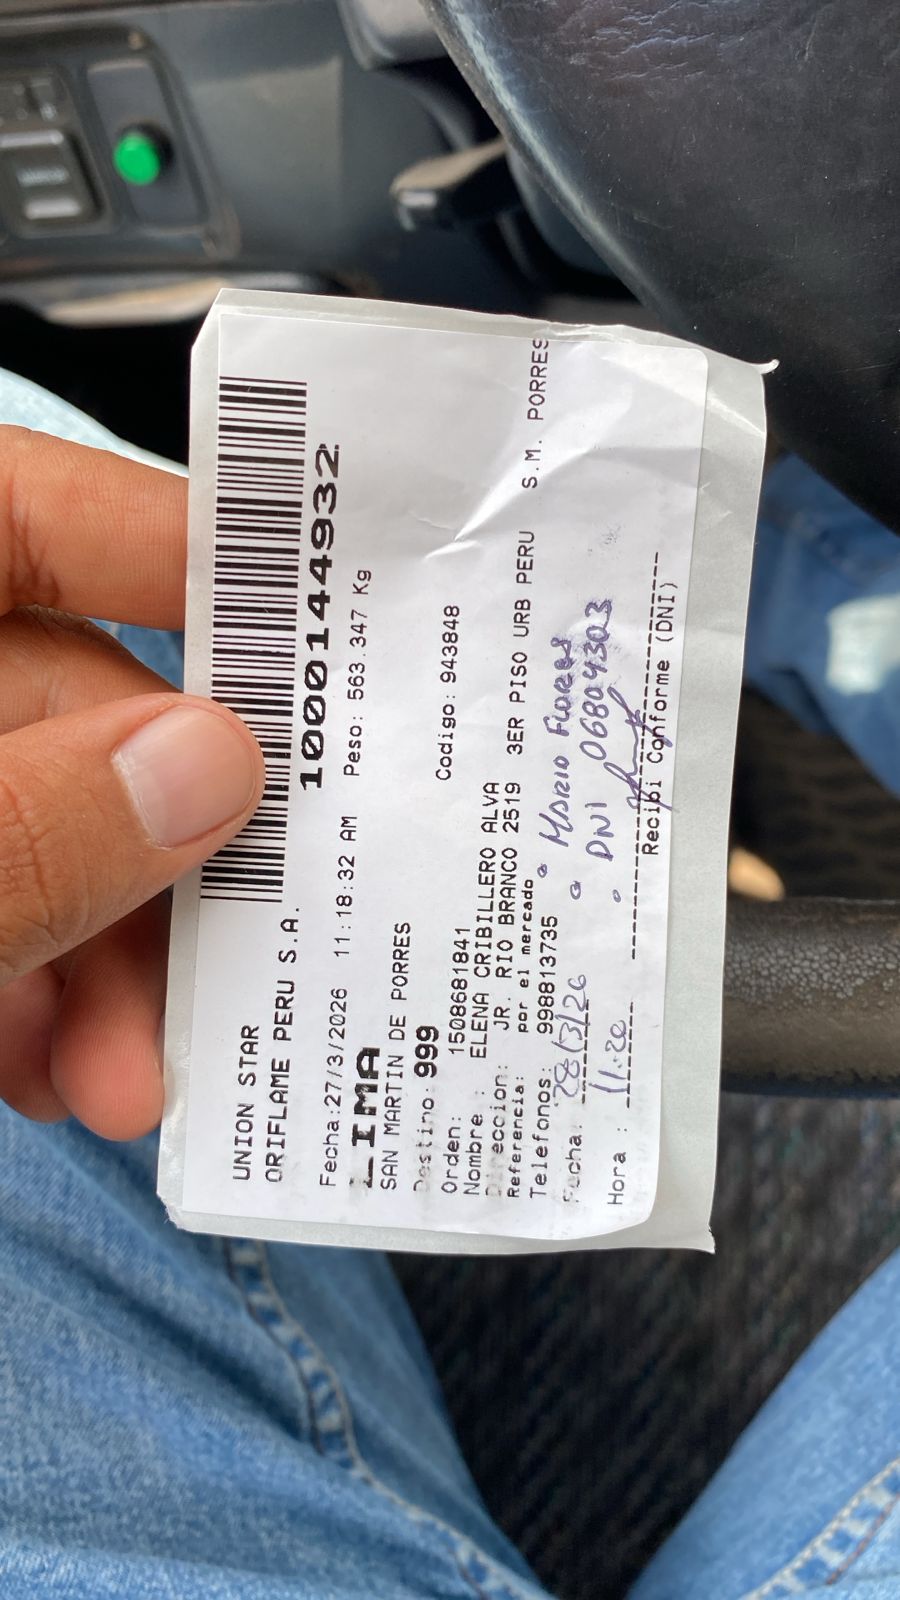 UNION STAR
ORIFLAME PERU S.A.
1000144932
Fecha:27/3/2026 11:18:32 AM Peso: 563.347 Kg
LIMA
SAN MARTIN DE PORRES
Destino: 999 Codigo: 943848
Orden: 1508681841
Nombre : ELENA CRIBILLERO ALVA
Direccion: JR. RIO BRANCO 2519 3ER PISO URB PERU S.M. PORRES
Referencia: por el mercado
Telefonos: 998813735
Fecha: 28/3/26 MARIO FLORES
Hora : 11:20 DNI 06804303
Recibi Conforme (DNI)